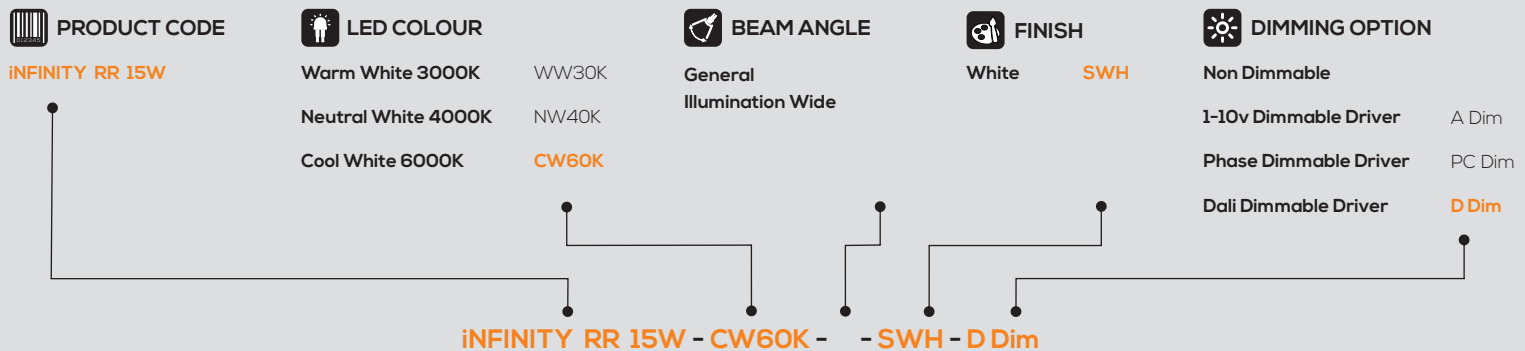 PRODUCT CODE
iNFINITY RR 15W
LED COLOUR
Warm White 3000K WW30K
Neutral White 4000K NW40K
Cool White 6000K CW60K
BEAM ANGLE
General
Illumination Wide
FINISH
White SWH
DIMMING OPTION
Non Dimmable
1-10v Dimmable Driver A Dim
Phase Dimmable Driver PC Dim
Dali Dimmable Driver D Dim
iNFINITY RR 15W - CW60K - - SWH - D Dim